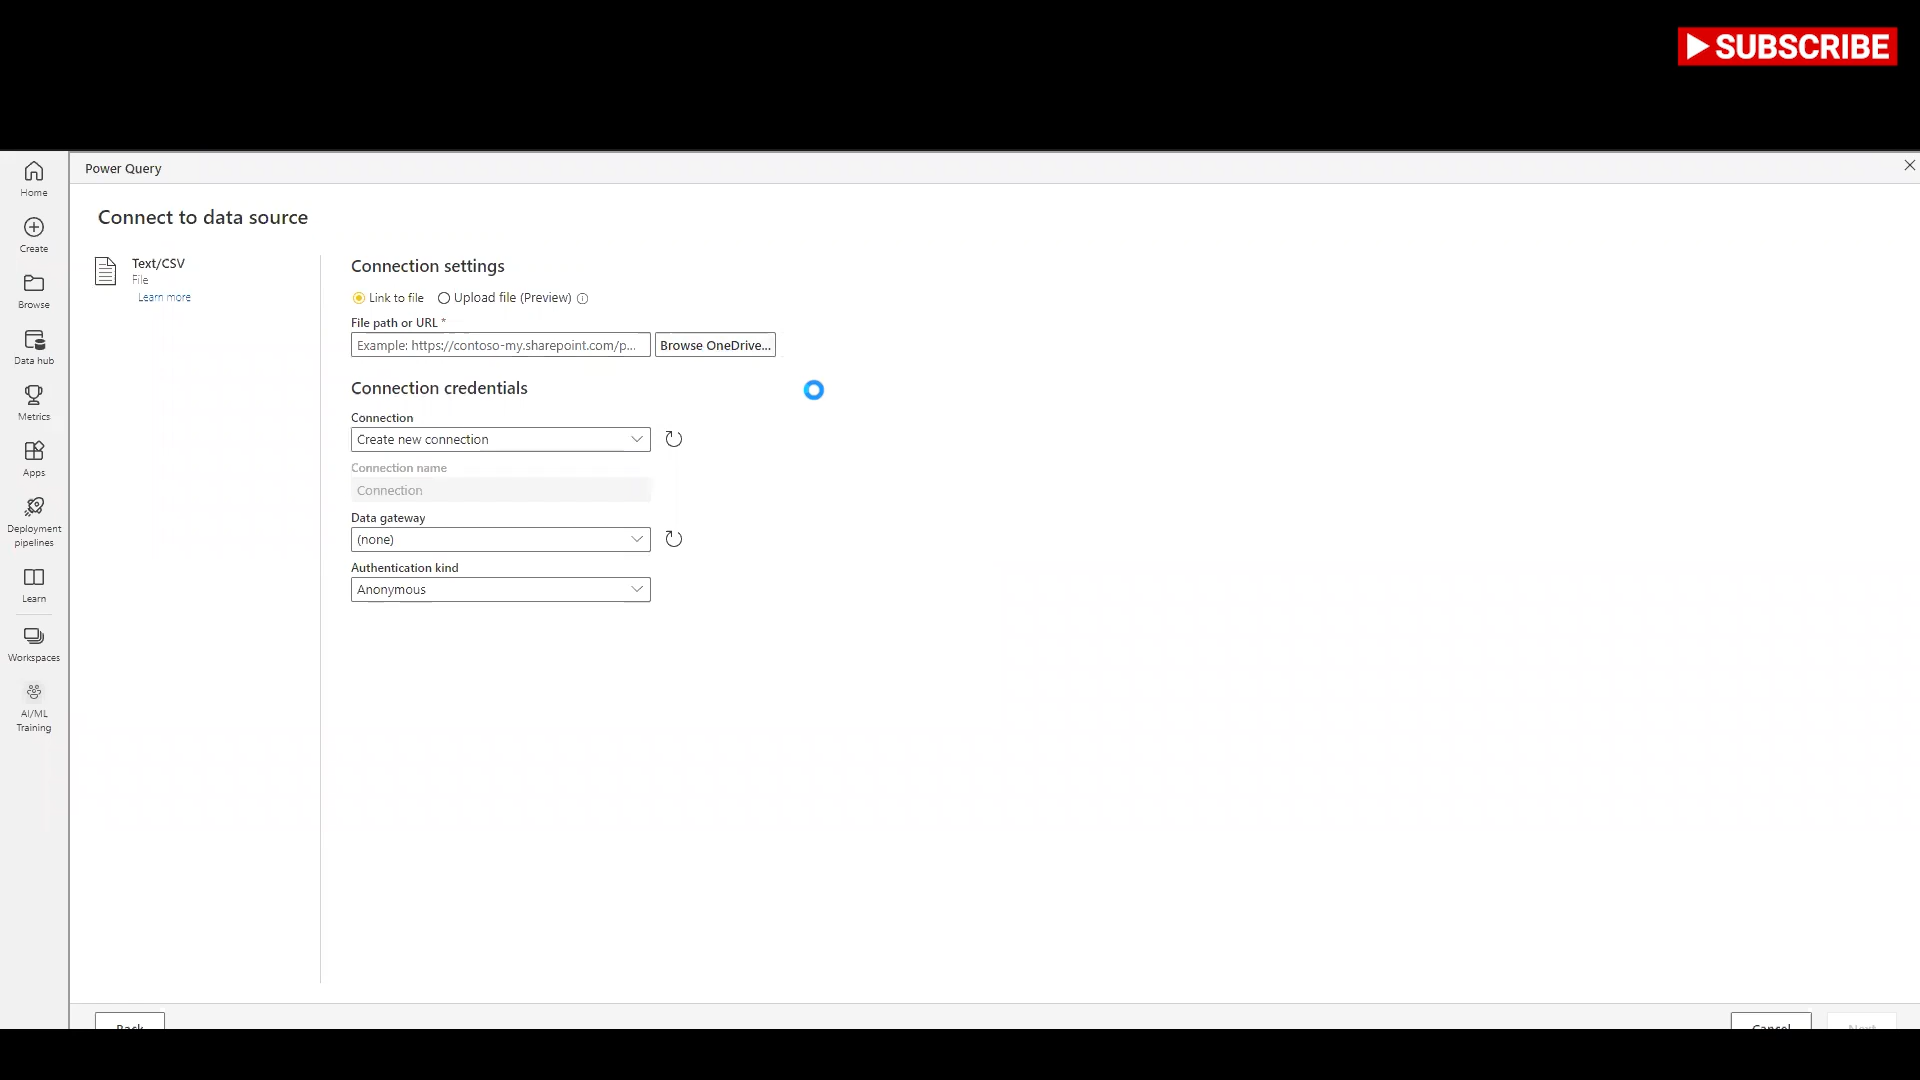 SUBSCRIBE
Power Query
Home
Create
Browse
Data hub
Metrics
Apps
Deployment
pipelines
Learn
Workspaces
AI/ML
Training
Connect to data source
Text/CSV
File
Learn more
Connection settings
Link to file Upload file (Preview)
File path or URL *
Example: https://contoso-my.sharepoint.com/p... Browse OneDrive...
Connection credentials
Connection
Create new connection
Connection name
Connection
Data gateway
(none)
Authentication kind
Anonymous
Back
Cancel
Next